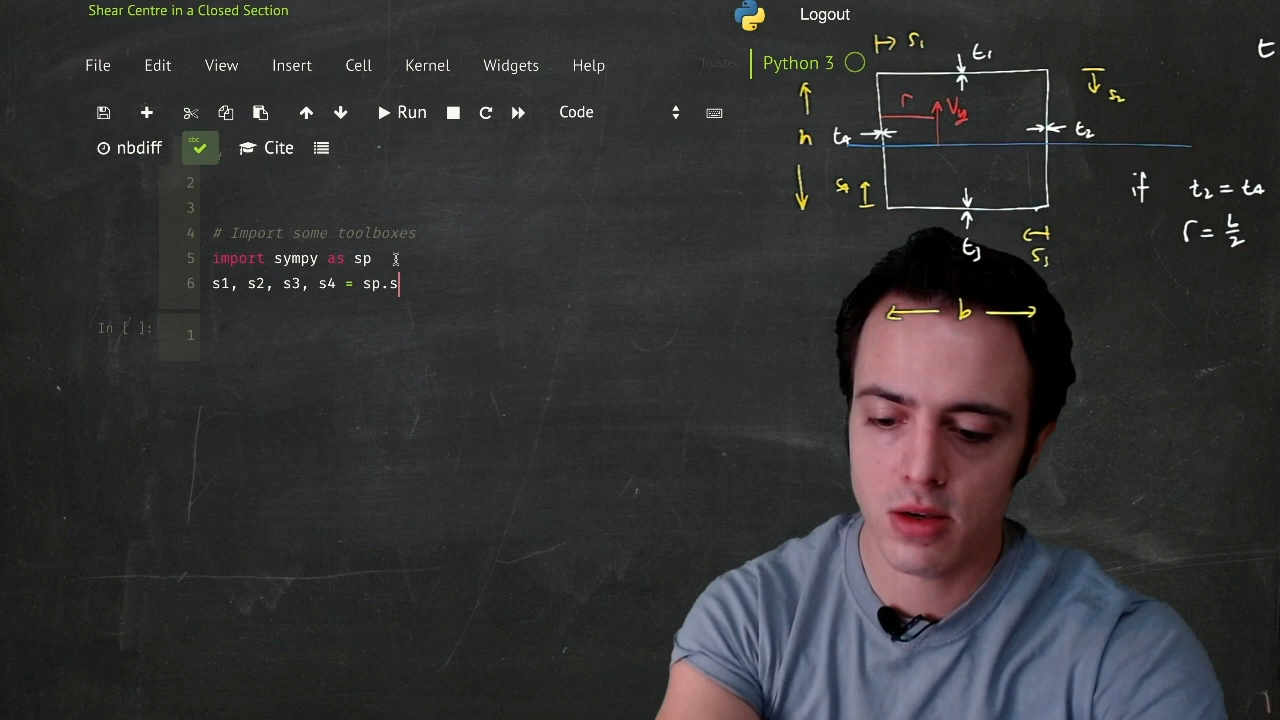 Shear Centre in a Closed Section
Logout
File Edit View Insert Cell Kernel Widgets Help
Trusted
Python 3
Run
Code
nbdiff
abc
Cite
2
3
4 # Import some toolboxes
5 import sympy as sp
6 s1, s2, s3, s4 = sp.s
In [ ]:
1
s1
t1
t
s2
r
Vy
h
t4
t2
s4
if t2 = t4
t3
s3
b